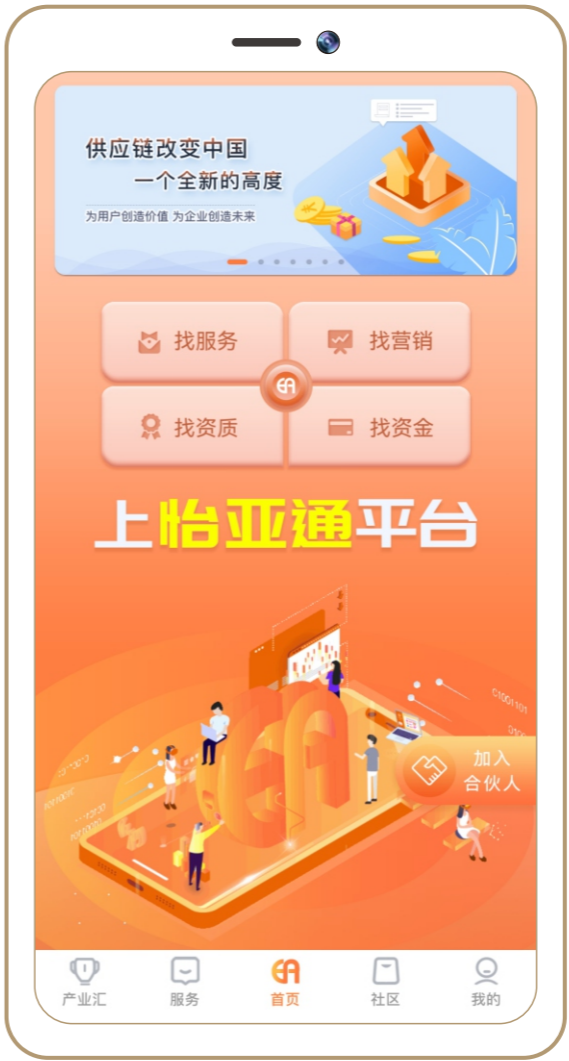 供应链改变中国
一个全新的高度
为用户创造价值 为企业创造未来
找服务
找营销
找资质
找资金
上怡亚通平台
C1001101
加入
合伙人
产业汇
服务
首页
社区
我的